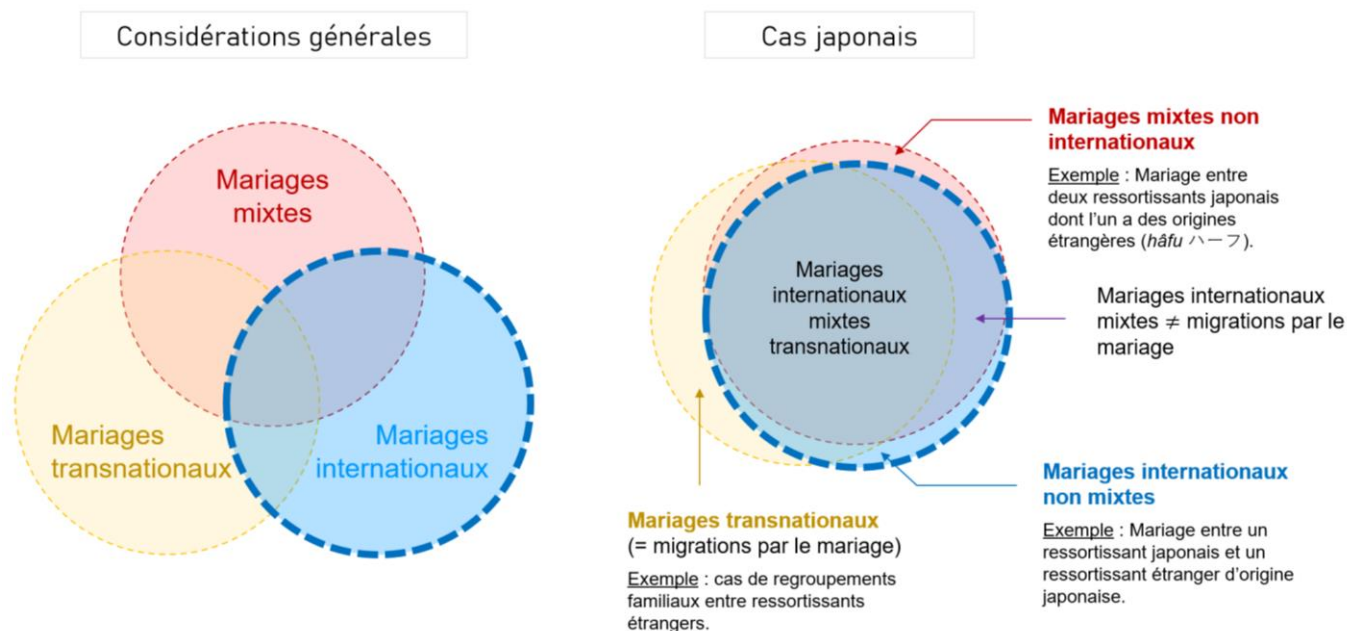 Considérations générales
Mariages
mixtes
Mariages
transnationaux
Mariages
internationaux
Cas japonais
Mariages
internationaux
mixtes
transnationaux
Mariages mixtes non
internationaux
Exemple : Mariage entre
deux ressortissants japonais
dont l’un a des origines
étrangères (hâfu ハーフ).
Mariages internationaux
mixtes ≠ migrations par le
mariage
Mariages internationaux
non mixtes
Exemple : Mariage entre un
ressortissant japonais et un
ressortissant étranger d’origine
japonaise.
Mariages transnationaux
(= migrations par le mariage)
Exemple : cas de regroupements
familiaux entre ressortissants
étrangers.